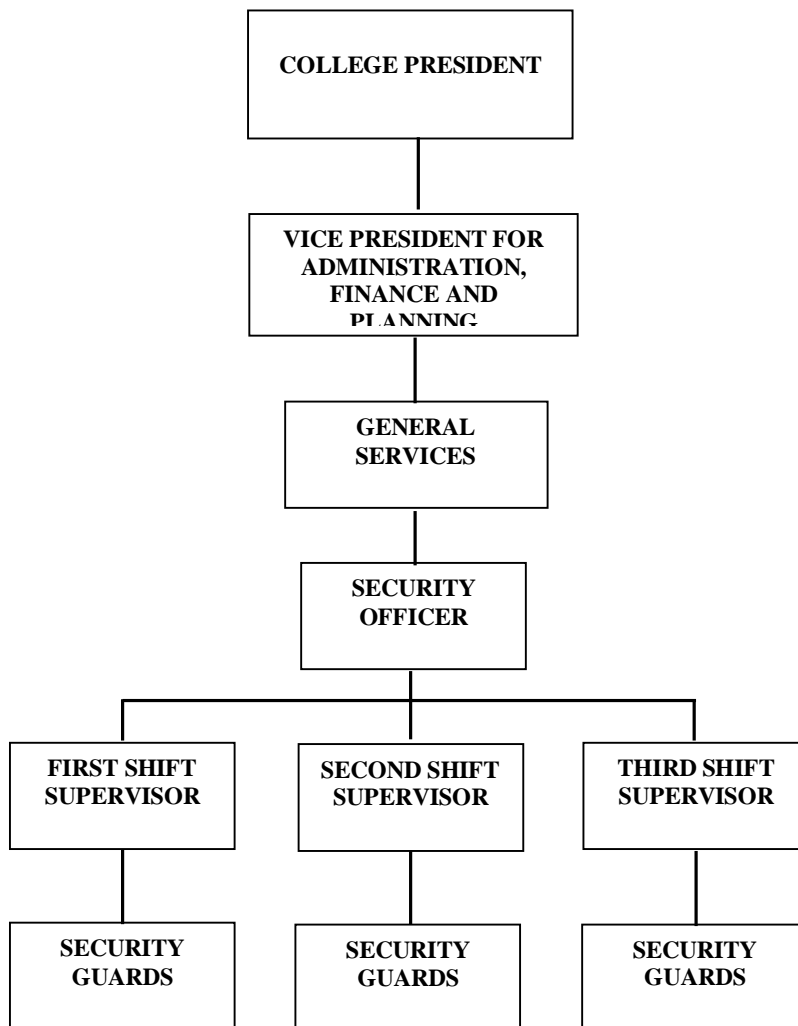 COLLEGE PRESIDENT
VICE PRESIDENT FOR
ADMINISTRATION,
FINANCE AND
PLANNING
GENERAL
SERVICES
SECURITY
OFFICER
FIRST SHIFT
SUPERVISOR
SECOND SHIFT
SUPERVISOR
THIRD SHIFT
SUPERVISOR
SECURITY
GUARDS
SECURITY
GUARDS
SECURITY
GUARDS